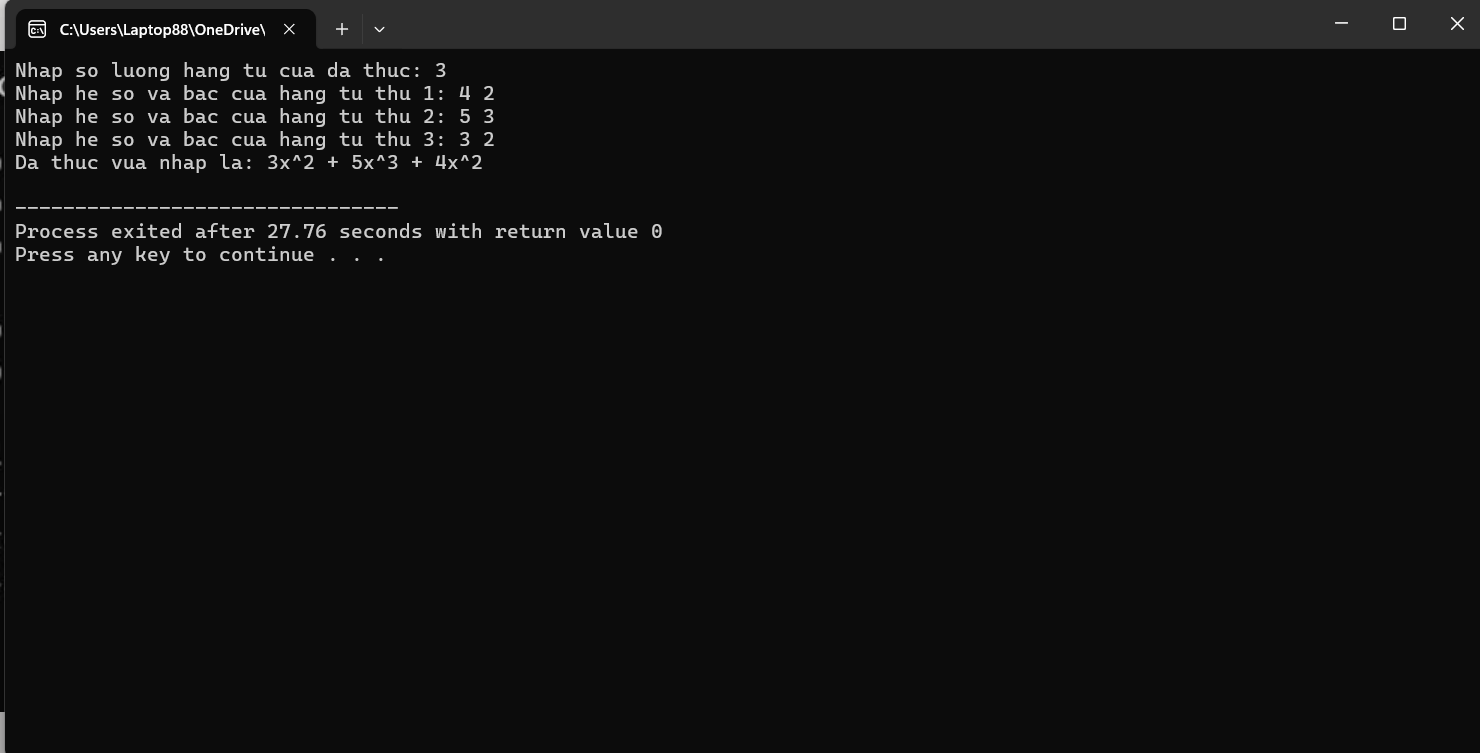 C:\Users\Laptop88\OneDrive\
Nhap so luong hang tu cua da thuc: 3
Nhap he so va bac cua hang tu thu 1: 4 2
Nhap he so va bac cua hang tu thu 2: 5 3
Nhap he so va bac cua hang tu thu 3: 3 2
Da thuc vua nhap la: 3x^2 + 5x^3 + 4x^2
--------------------------------
Process exited after 27.76 seconds with return value 0
Press any key to continue . . .